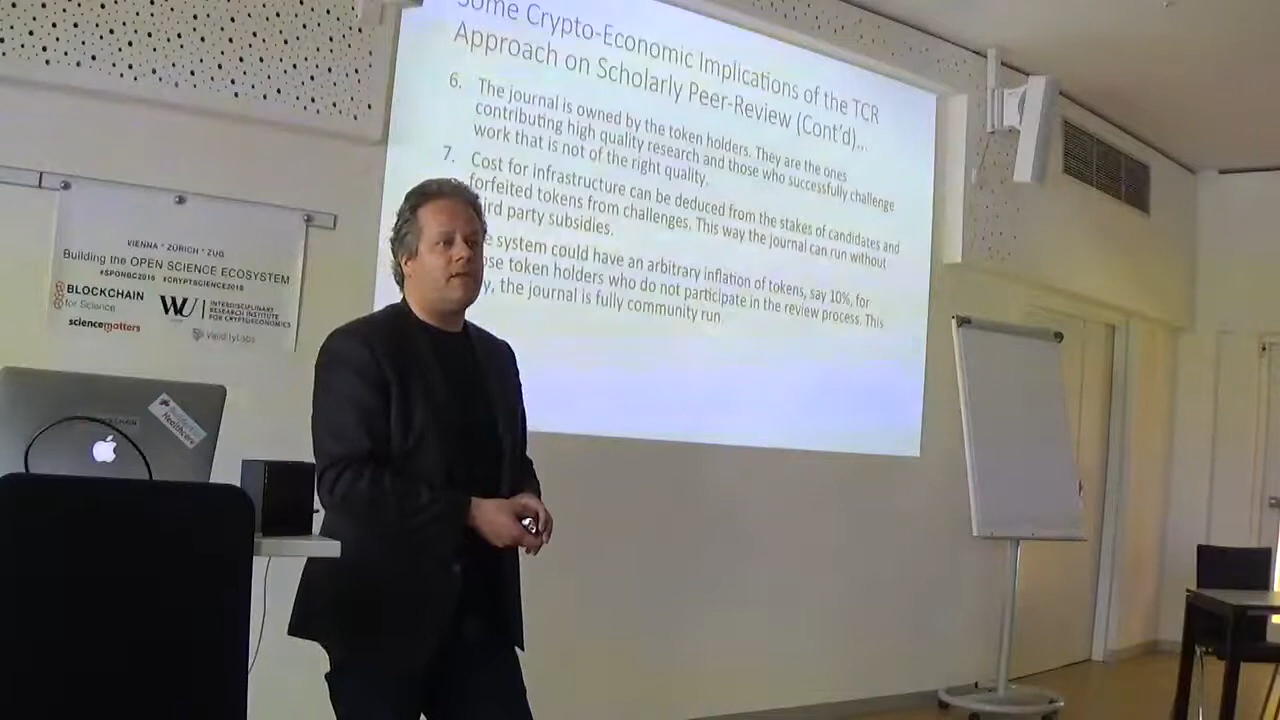 Some Crypto-Economic Implications of the TCR
Approach on Scholarly Peer-Review (Cont'd)...
6. The journal is owned by the token holders. They are the ones
contributing high quality research and those who successfully challenge
work that is not of the right quality.
7. Cost for infrastructure can be deduced from the stakes of candidates and
forfeited tokens from challenges. This way the journal can run without
ird party subsidies.
e system could have an arbitrary inflation of tokens, say 10%, for
ose token holders who do not participate in the review process. This
y, the journal is fully community run
VIENNA * ZÜRICH * ZUG
Building the OPEN SCIENCE ECOSYSTEM
#SPONBC2018 #CRYPTSCIENCE2018
BLOCKCHAIN
for Science
WU
INTERDISCIPLINARY
RESEARCH INSTITUTE
FOR CRYPTOECONOMICS
sciencematters
ValidityLabs
Healthcare